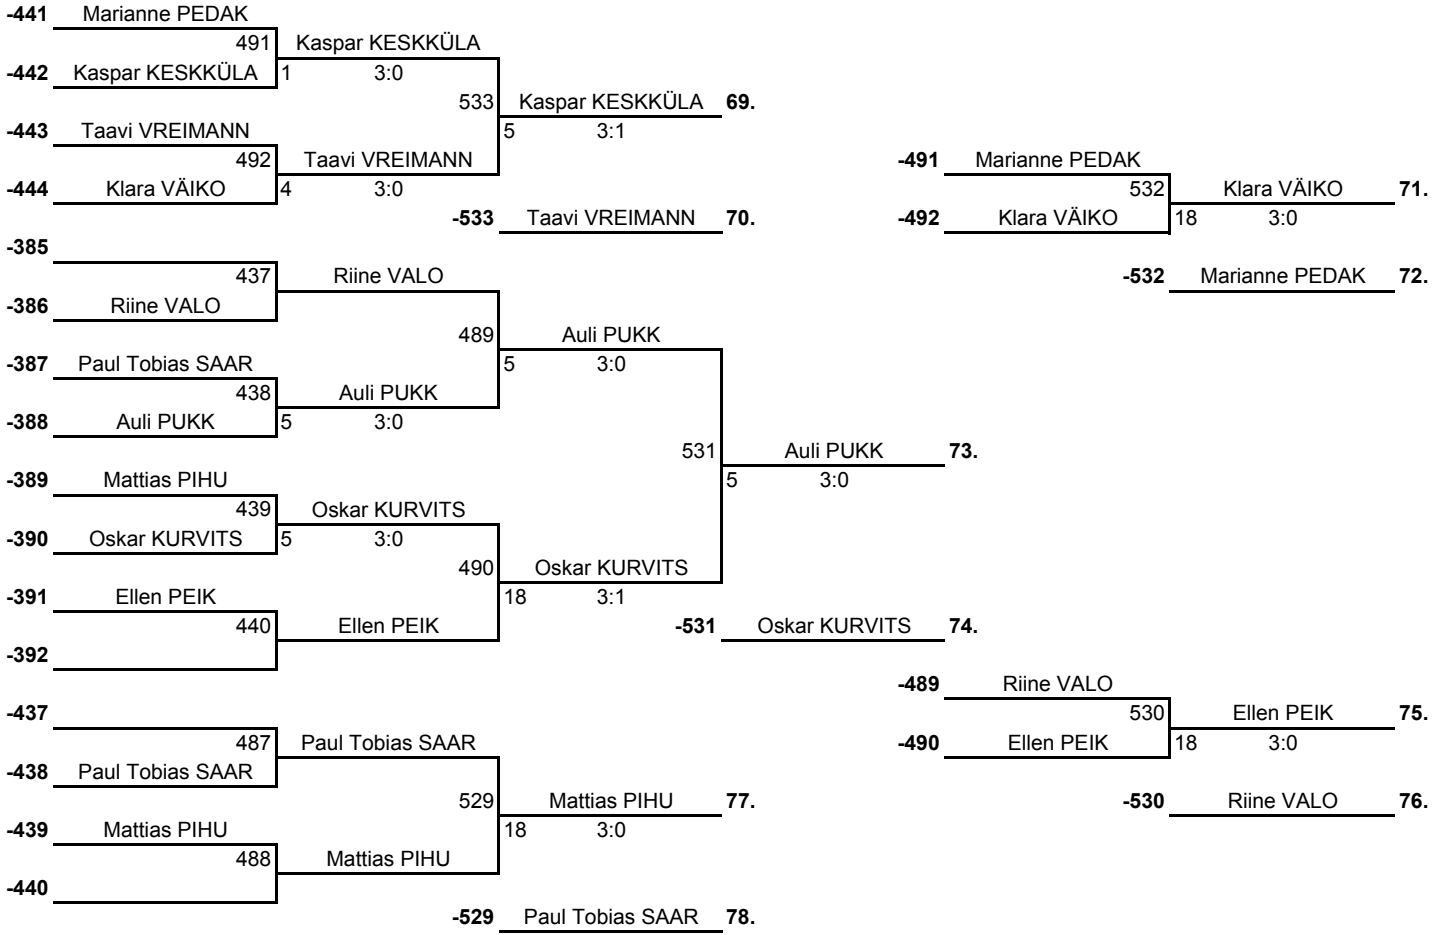 -441 Marianne PEDAK
491 Kaspar KESKKÜLA
-442 Kaspar KESKKÜLA 1 3:0
533 Kaspar KESKKÜLA 69.
-443 Taavi VREIMANN 5 3:1
492 Taavi VREIMANN -491 Marianne PEDAK
-444 Klara VÄIKO 4 3:0 532 Klara VÄIKO 71.
-533 Taavi VREIMANN 70. -492 Klara VÄIKO 18 3:0
-385
437 Riine VALO -532 Marianne PEDAK 72.
-386 Riine VALO
489 Auli PUKK
-387 Paul Tobias SAAR 5 3:0
438 Auli PUKK
-388 Auli PUKK 5 3:0
531 Auli PUKK 73.
-389 Mattias PIHU 5 3:0
439 Oskar KURVITS
-390 Oskar KURVITS 5 3:0
490 Oskar KURVITS
-391 Ellen PEIK 18 3:1
440 Ellen PEIK -531 Oskar KURVITS 74.
-392
-489 Riine VALO
-437 530 Ellen PEIK 75.
487 Paul Tobias SAAR -490 Ellen PEIK 18 3:0
-438 Paul Tobias SAAR
529 Mattias PIHU 77. -530 Riine VALO 76.
-439 Mattias PIHU 18 3:0
488 Mattias PIHU
-440
-529 Paul Tobias SAAR 78.